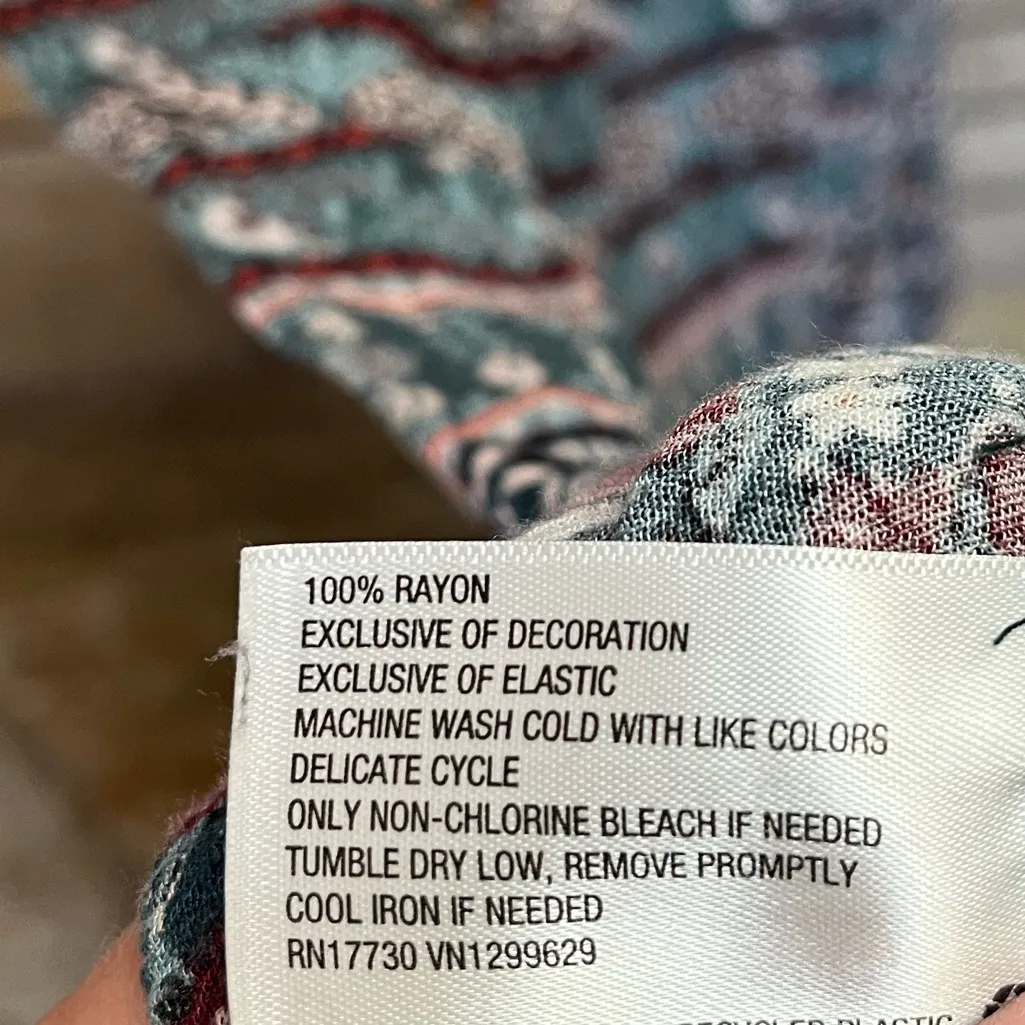 100% RAYON
EXCLUSIVE OF DECORATION
EXCLUSIVE OF ELASTIC
MACHINE WASH COLD WITH LIKE COLORS
DELICATE CYCLE
ONLY NON-CHLORINE BLEACH IF NEEDED
TUMBLE DRY LOW, REMOVE PROMPTLY
COOL IRON IF NEEDED
RN17730 VN1299629